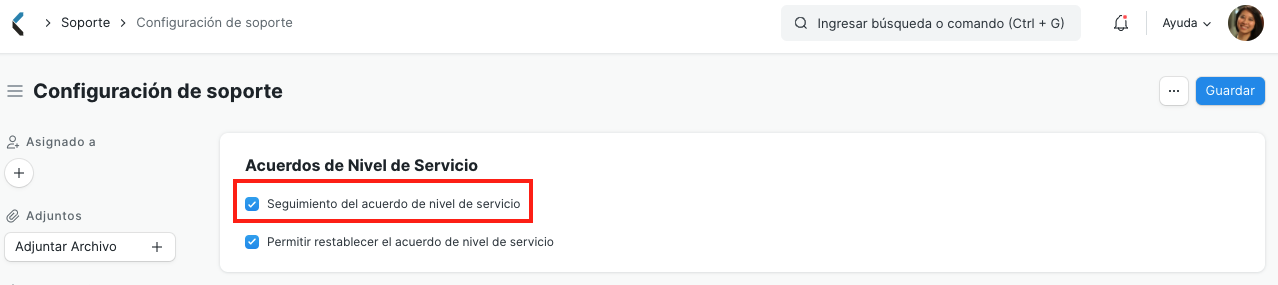 Soporte
Configuración de soporte
Ingresar búsqueda o comando (Ctrl + G)
Ayuda
Configuración de soporte
···
Guardar
Asignado a
+
Acuerdos de Nivel de Servicio
Seguimiento del acuerdo de nivel de servicio
Adjuntos
Adjuntar Archivo +
Permitir restablecer el acuerdo de nivel de servicio